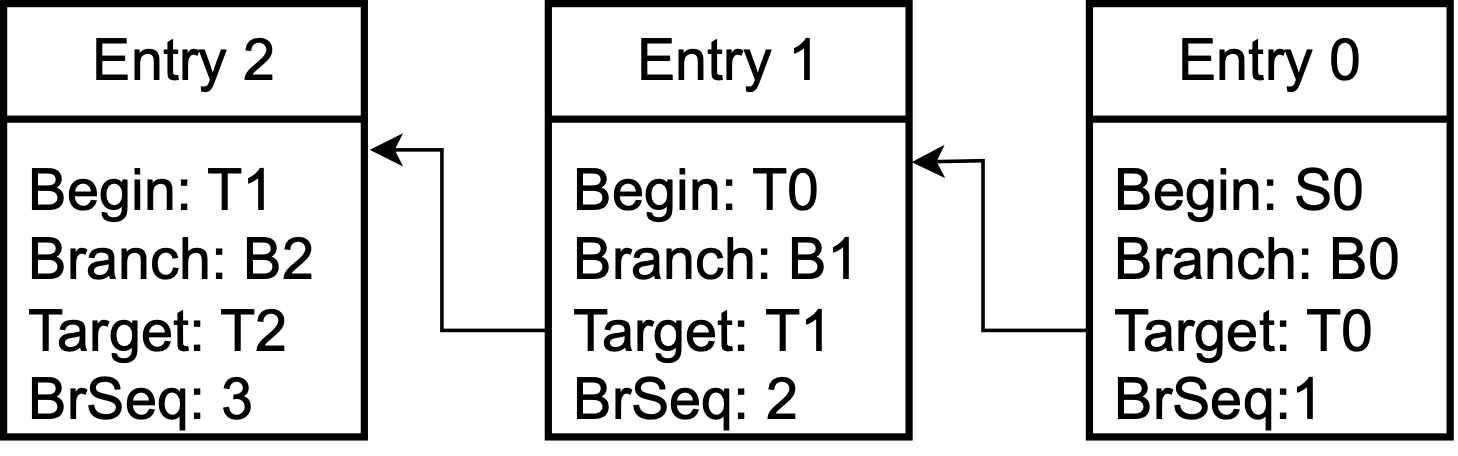 Entry 2
Begin: T1
Branch: B2
Target: T2
BrSeq: 3
Entry 1
Begin: T0
Branch: B1
Target: T1
BrSeq: 2
Entry 0
Begin: S0
Branch: B0
Target: T0
BrSeq:1